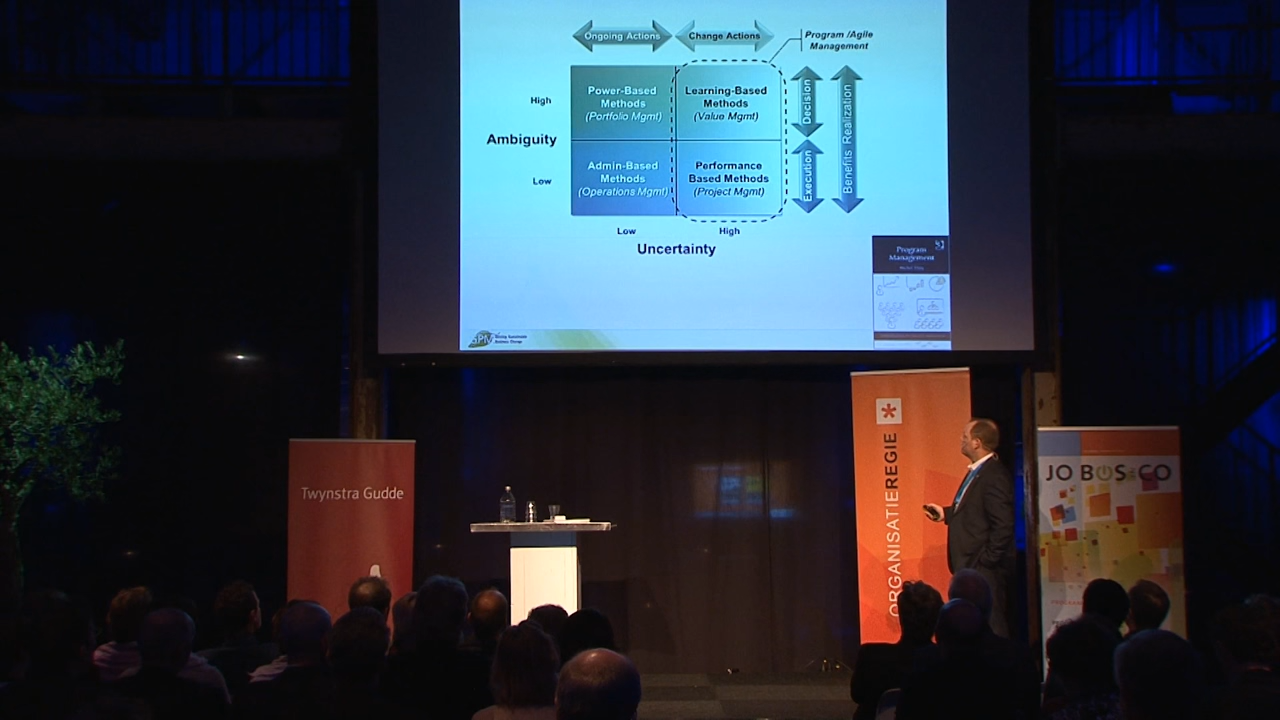 Ongoing Actions
Change Actions
Program /Agile
Management
High
Ambiguity
Low
Power-Based
Methods
(Portfolio Mgmt)
Learning-Based
Methods
(Value Mgmt)
Admin-Based
Methods
(Operations Mgmt)
Performance
Based Methods
(Project Mgmt)
Decision
Execution
Benefits Realization
Low
High
Uncertainty
Program
Management
Twynstra Gudde
ORGANISATIEREGIE
JO BOS & CO